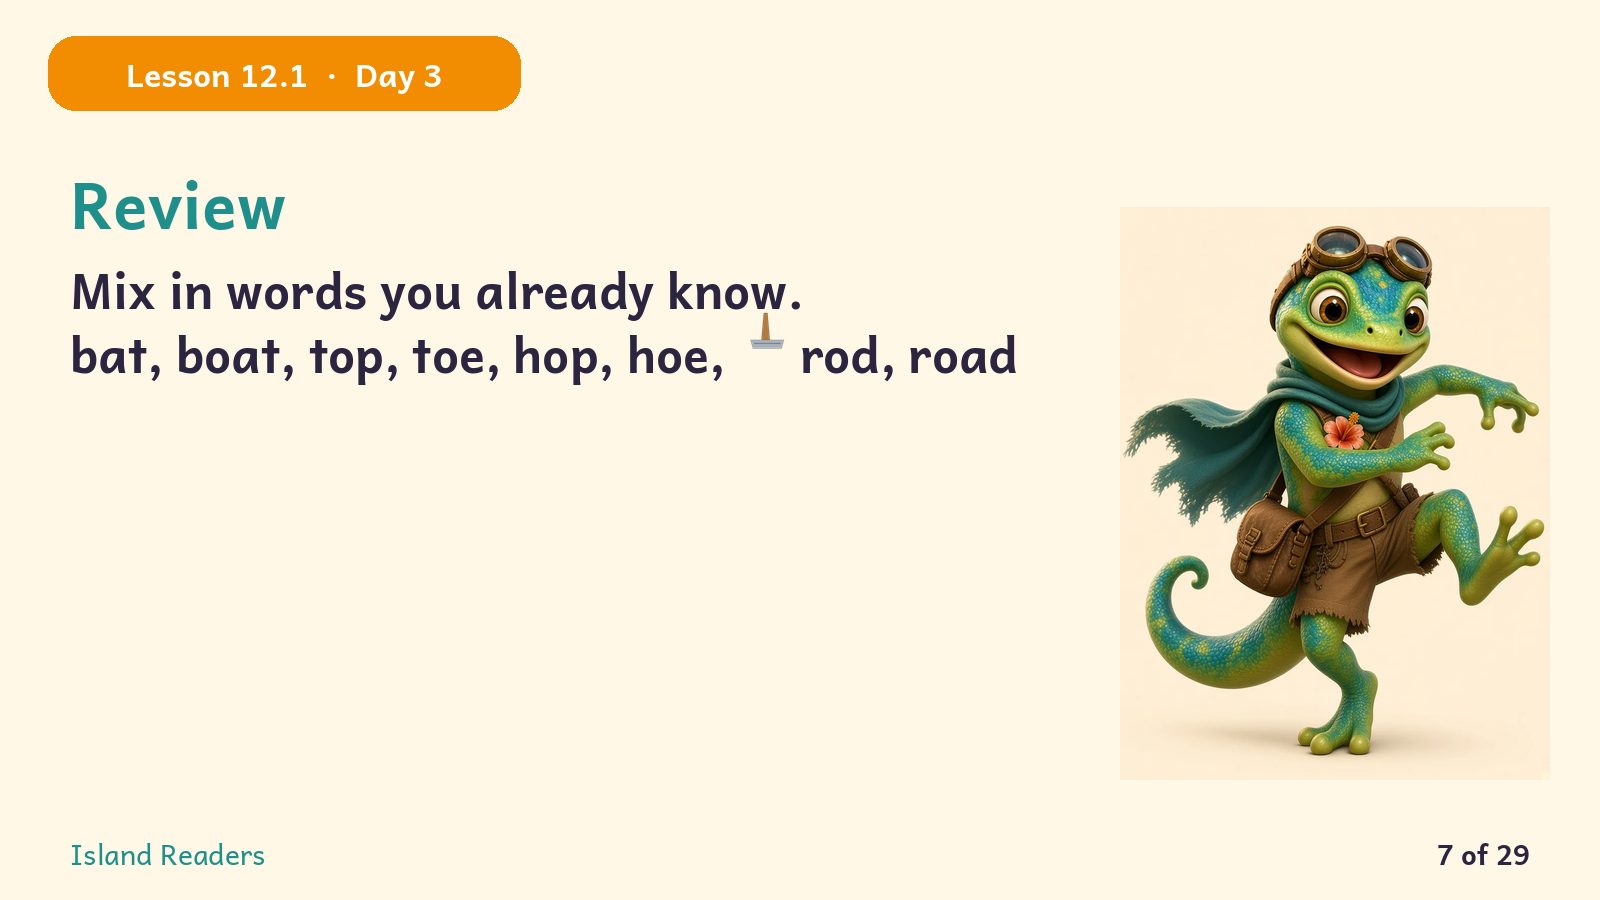 Lesson 12.1 · Day 3
Review
Mix in words you already know.
bat, boat, top, toe, hop, hoe, rod, road
Island Readers
7 of 29